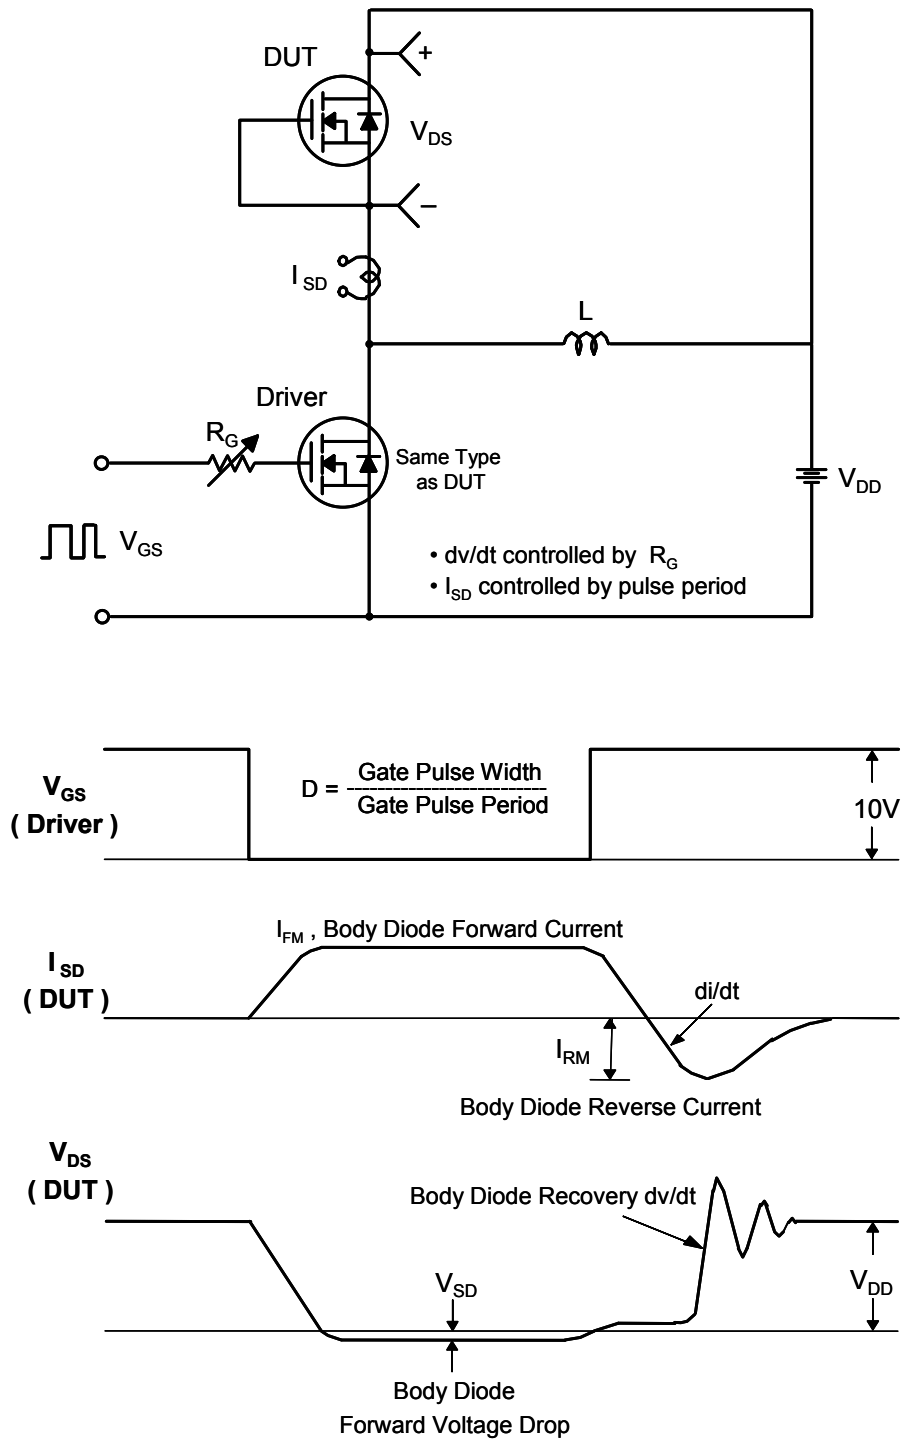 DUT
+
V_DS
−
I_SD
L
Driver
R_G
Same Type
as DUT
V_DD
V_GS
• dv/dt controlled by R_G
• I_SD controlled by pulse period
V_GS
( Driver )
D = Gate Pulse Width
Gate Pulse Period
10V
I_FM , Body Diode Forward Current
I_SD
( DUT )
di/dt
I_RM
Body Diode Reverse Current
V_DS
( DUT )
Body Diode Recovery dv/dt
V_SD
V_DD
Body Diode
Forward Voltage Drop